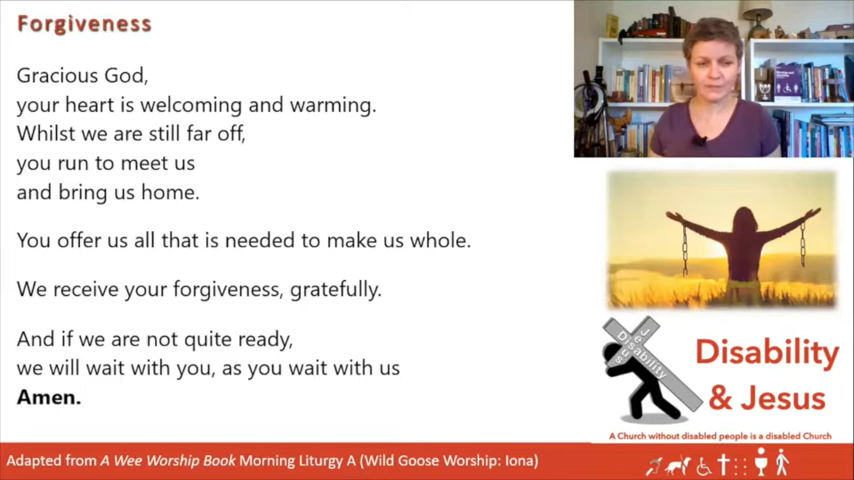 Forgiveness
Gracious God,
your heart is welcoming and warming.
Whilst we are still far off,
you run to meet us
and bring us home.
You offer us all that is needed to make us whole.
We receive your forgiveness, gratefully.
And if we are not quite ready,
we will wait with you, as you wait with us
Amen.
Jesus
Disability
Disability
& Jesus
A Church without disabled people is a disabled Church
Adapted from A Wee Worship Book Morning Liturgy A (Wild Goose Worship: Iona)